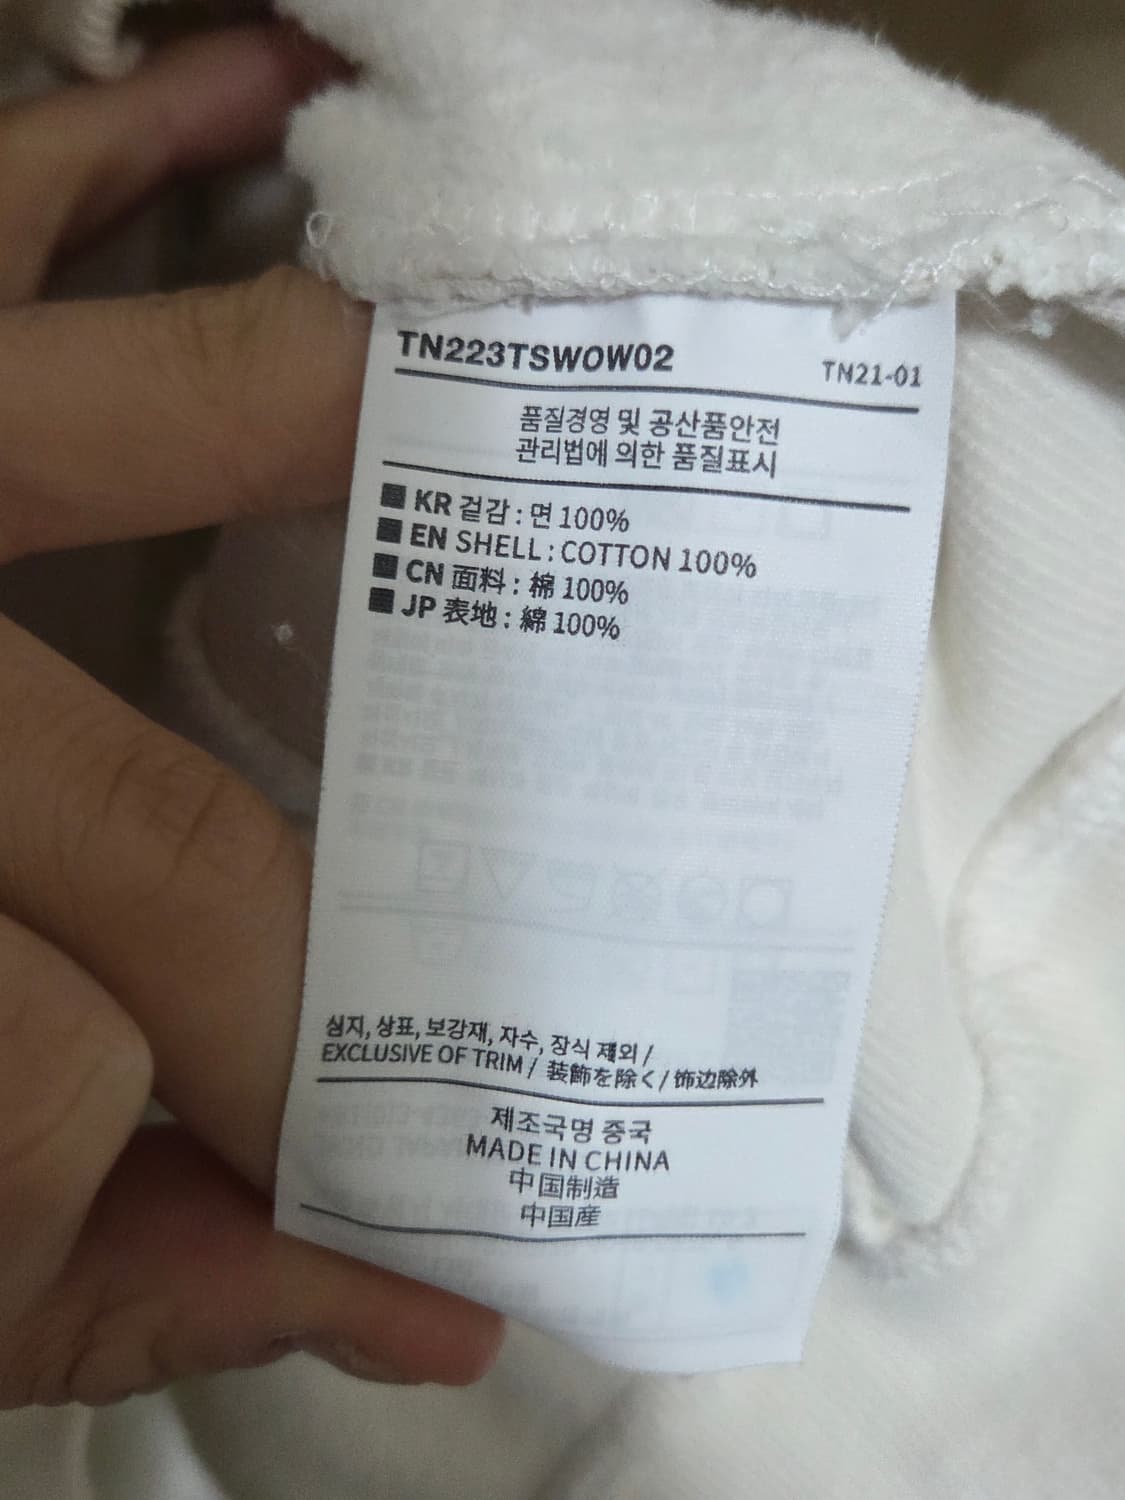 TN223TSWOW02
TN21-01
품질경영 및 공산품안전
관리법에 의한 품질표시
KR 겉감 : 면 100%
EN SHELL : COTTON 100%
CN 面料 : 棉 100%
JP 表地 : 綿 100%
심지, 상표, 보강재, 자수, 장식 제외 /
EXCLUSIVE OF TRIM / 装飾を除く / 饰边除外
제조국명 중국
MADE IN CHINA
中国制造
中国産